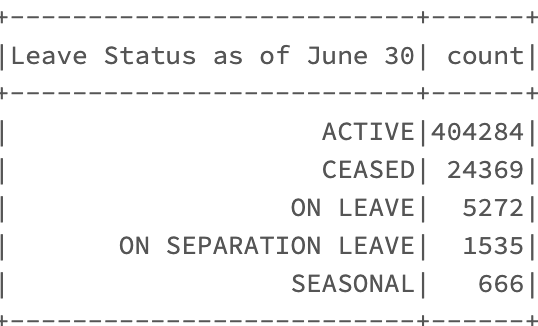 +--------------------------+------+
|Leave Status as of June 30| count|
+--------------------------+------+
|                    ACTIVE|404284|
|                    CEASED| 24369|
|                  ON LEAVE|  5272|
|       ON SEPARATION LEAVE|  1535|
|                  SEASONAL|   666|
+--------------------------+------+